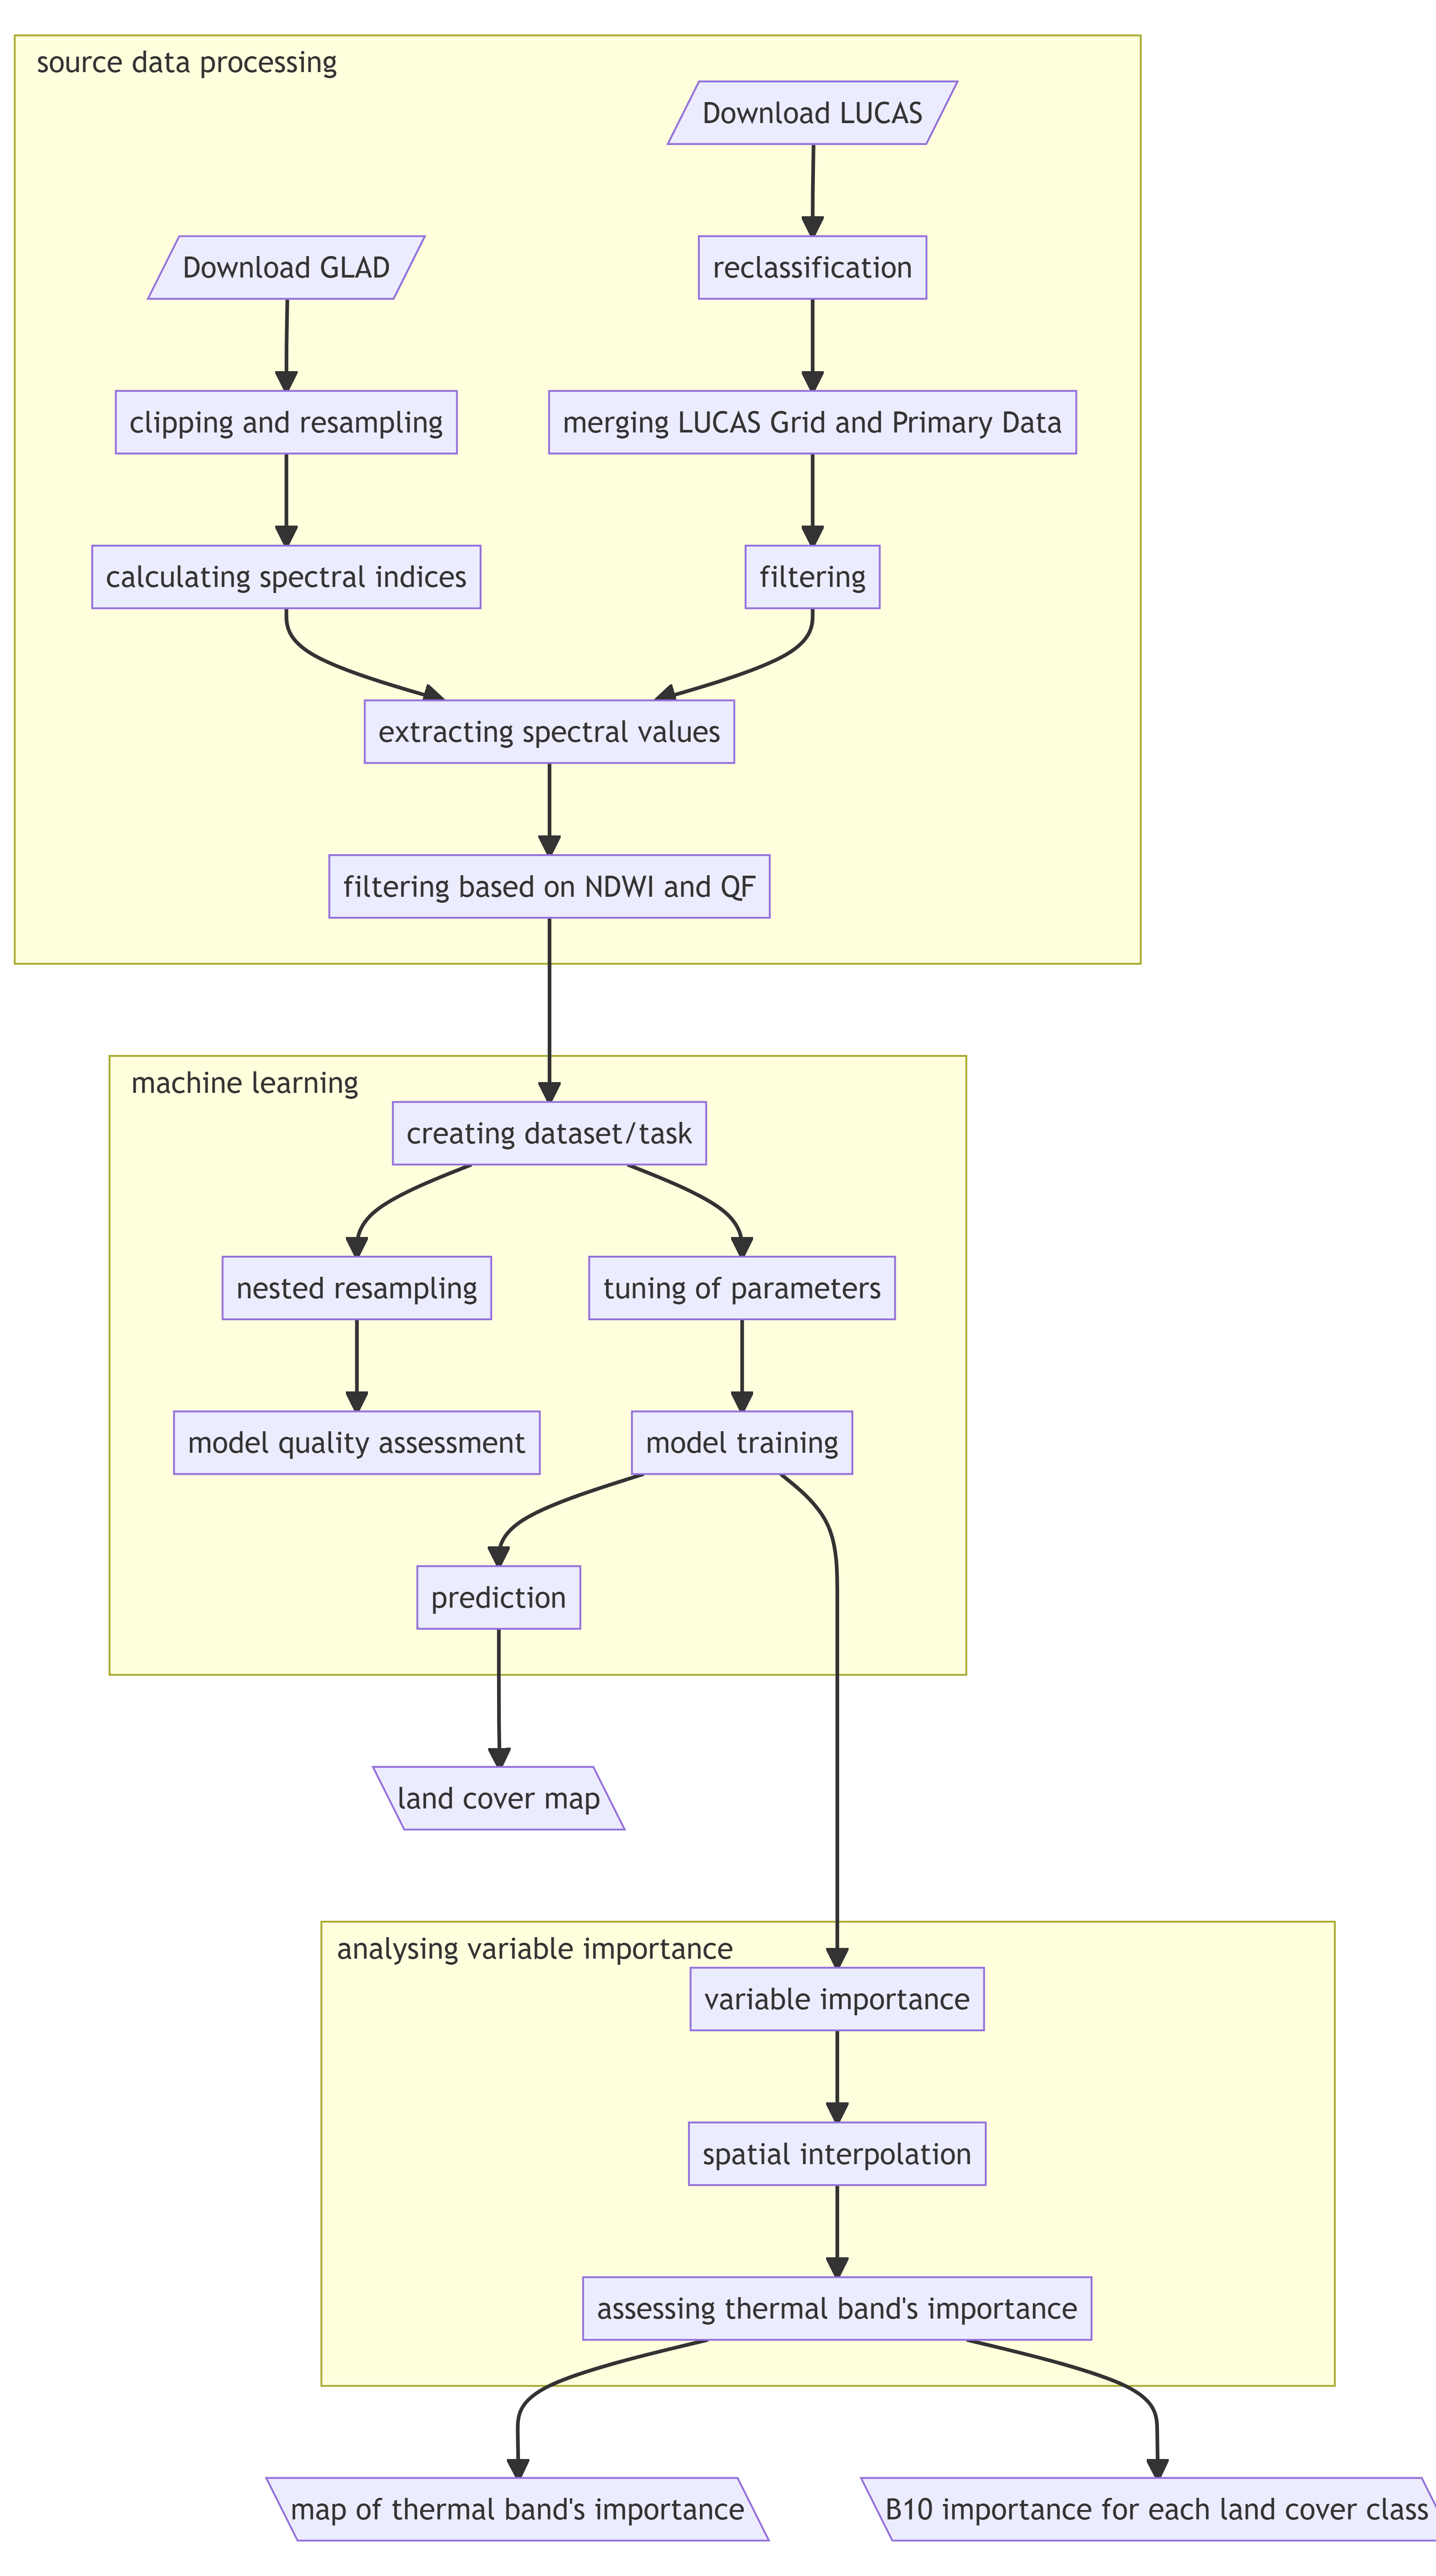 source data processing
Download LUCAS
Download GLAD
reclassification
clipping and resampling
merging LUCAS Grid and Primary Data
calculating spectral indices
filtering
extracting spectral values
filtering based on NDWI and QF
machine learning
creating dataset/task
nested resampling
tuning of parameters
model quality assessment
model training
prediction
land cover map
analysing variable importance
variable importance
spatial interpolation
assessing thermal band's importance
map of thermal band's importance
B10 importance for each land cover class